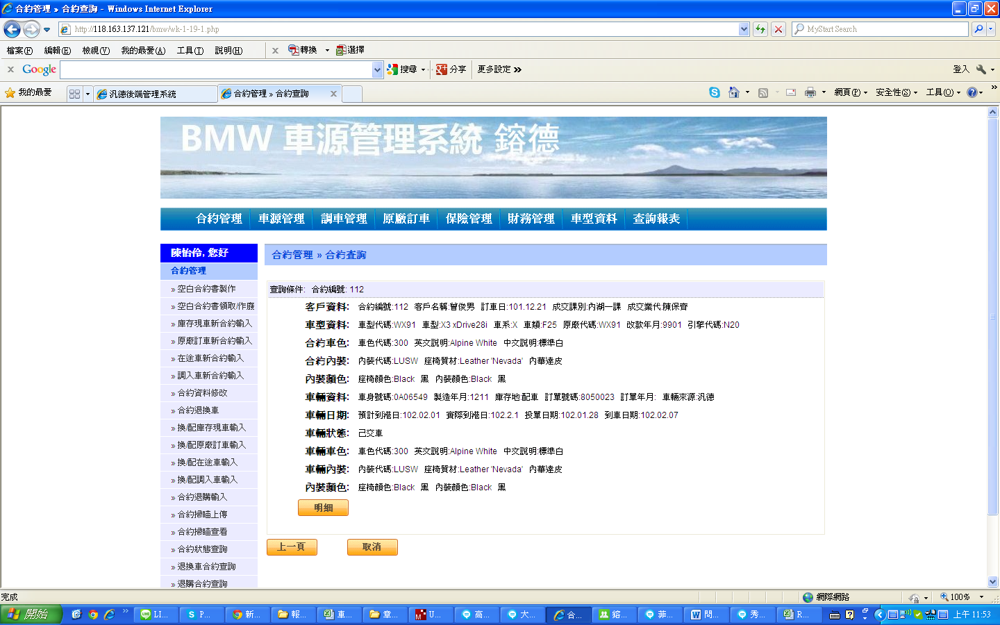 合約管理 » 合約查詢 - Windows Internet Explorer
http://118.163.137.121/bmw/wk-1-19-1.php
MyStart Search
檔案(F) 編輯(E) 檢視(V) 我的最愛(A) 工具(T) 說明(H) x 轉換 選擇
x Google 搜尋 分享 更多設定 » 登入
我的最愛 汎德後端管理系統 合約管理 » 合約查詢 網頁(P) 安全性(S) 工具(O) »
BMW 車源管理系統 鎔德
合約管理 車源管理 調車管理 原廠訂車 保險管理 財務管理 車型資料 查詢報表
陳怡伶, 您好
合約管理
» 空白合約書製作
» 空白合約書領取/作廢
» 庫存現車新合約輸入
» 原廠訂車新合約輸入
» 在途車新合約輸入
» 調入車新合約輸入
» 合約資料修改
» 合約退換車
» 換/配庫存現車輸入
» 換/配原廠訂車輸入
» 換/配在途車輸入
» 換/配調入車輸入
» 合約退購輸入
» 合約掃瞄上傳
» 合約掃瞄查看
» 合約狀態查詢
» 退換車合約查詢
» 退購合約查詢
合約管理 » 合約查詢
查詢條件: 合約編號: 112
客戶資料: 合約編號:112 客戶名稱:曾俊男 訂車日:101.12.21 成交課別:內湖一課 成交業代:陳保齊
車型資料: 車型代碼:WX91 車型:X3 xDrive28i 車系:X 車類:F25 原廠代碼:WX91 改款年月:9901 引擎代碼:N20
合約車色: 車色代碼:300 英文說明:Alpine White 中文說明:標準白
合約內裝: 內裝代碼:LUSW 座椅質材:Leather 'Nevada' 內華達皮
內裝顏色: 座椅顏色:Black 黑 內裝顏色:Black 黑
車輛資料: 車身號碼:0A06549 製造年月:1211 庫存地:配車 訂單號碼:8050023 訂單年月: 車輛來源:汎德
車輛日期: 預計到港日:102.02.01 實際到港日:102.2.1 投單日期:102.01.28 到車日期:102.02.07
車輛狀態: 己交車
車輛車色: 車色代碼:300 英文說明:Alpine White 中文說明:標準白
車輛內裝: 內裝代碼:LUSW 座椅質材:Leather 'Nevada' 內華達皮
內裝顏色: 座椅顏色:Black 黑 內裝顏色:Black 黑
明細
上一頁 取消
完成 網際網路 100%
開始 » LI... P... 新... 報... 車... 章... U... 高... 大... 合... 鎔... 菲... 問... 秀... R... 上午 11:53